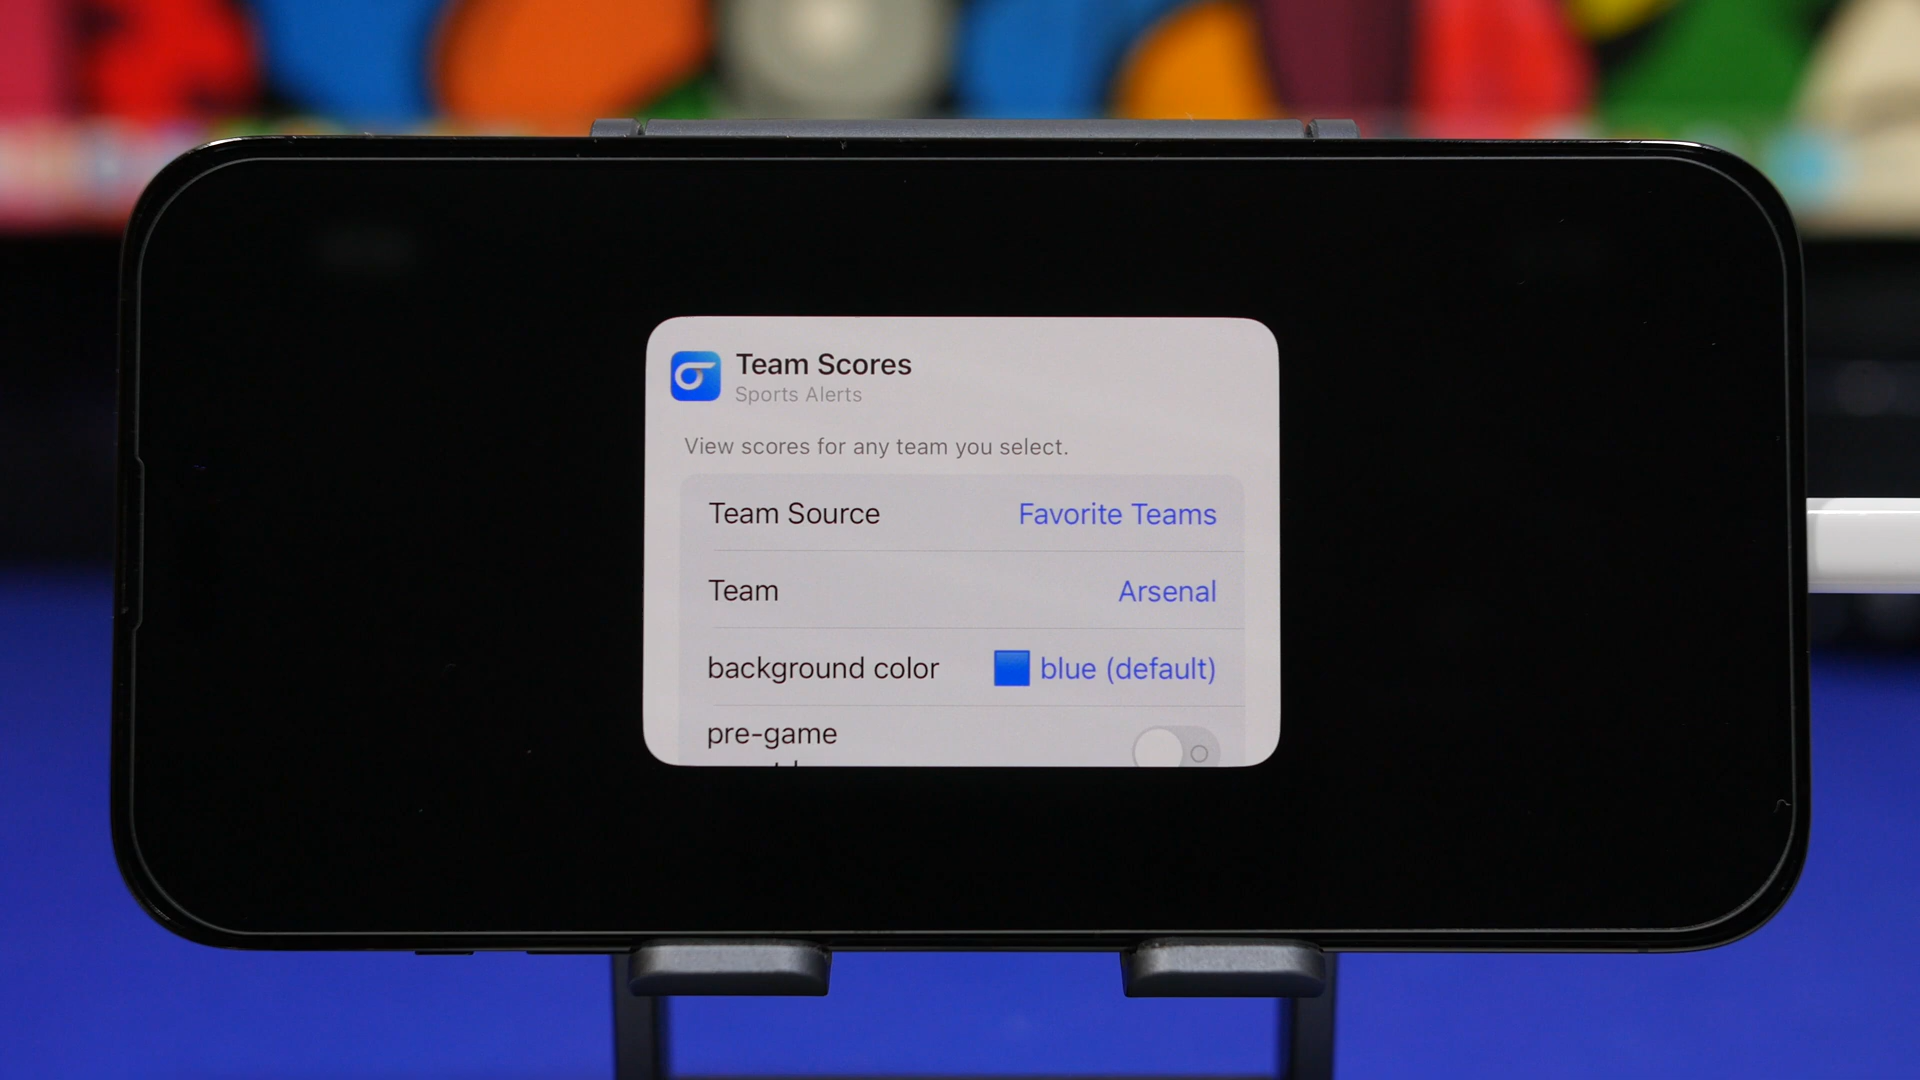 Team Scores
Sports Alerts
View scores for any team you select.
Team Source Favorite Teams
Team Arsenal
background color blue (default)
pre-game